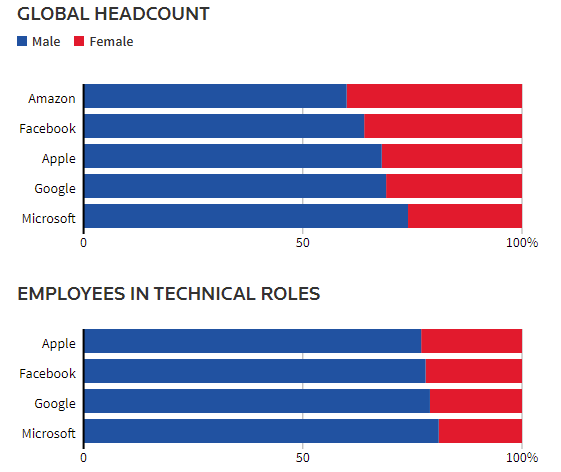 GLOBAL HEADCOUNT
Male Female
Amazon
Facebook
Apple
Google
Microsoft
0 50 100%
EMPLOYEES IN TECHNICAL ROLES
Apple
Facebook
Google
Microsoft
0 50 100%